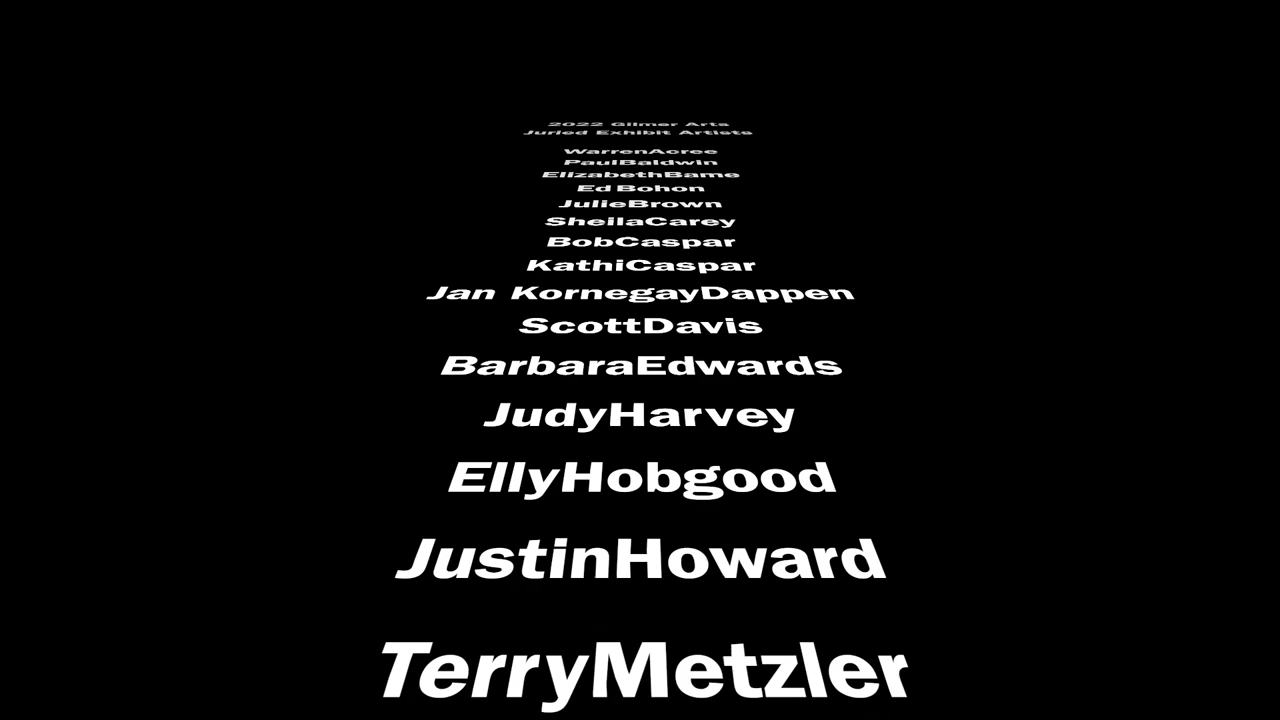 2022 Gilmer Arts
Juried Exhibit Artists
WarrenAcree
PaulBaldwin
ElizabethBame
Ed Bohon
JulieBrown
SheilaCarey
BobCaspar
KathiCaspar
Jan KornegayDappen
ScottDavis
BarbaraEdwards
JudyHarvey
EllyHobgood
JustinHoward
TerryMetzler